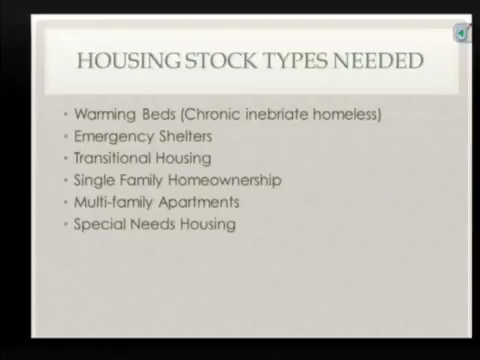 HOUSING STOCK TYPES NEEDED
• Warming Beds (Chronic inebriate homeless)
• Emergency Shelters
• Transitional Housing
• Single Family Homeownership
• Multi-family Apartments
• Special Needs Housing